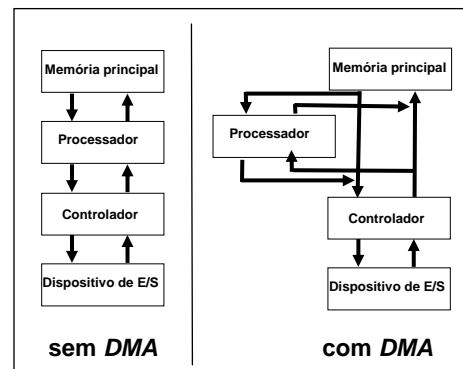 Memória principal
Processador
Controlador
Dispositivo de E/S
sem DMA
Memória principal
Processador
Controlador
Dispositivo de E/S
com DMA